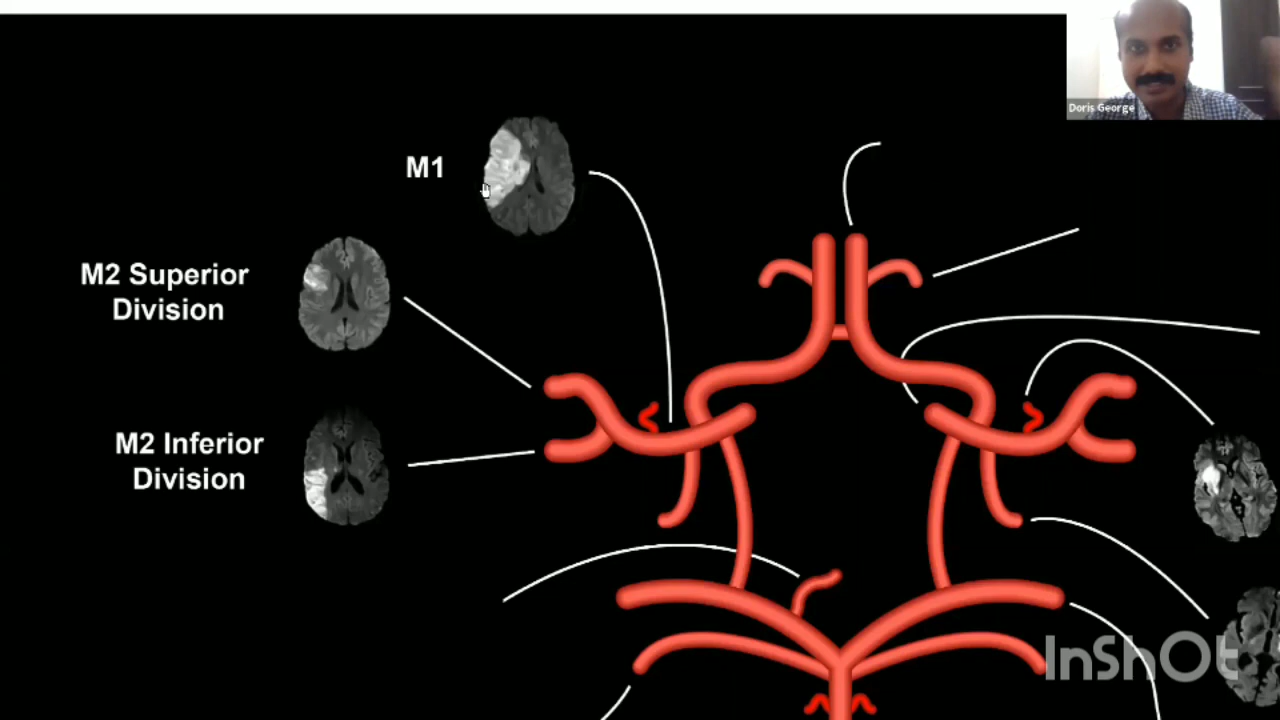 Doris George
M1
M2 Superior
Division
M2 Inferior
Division
InShOt